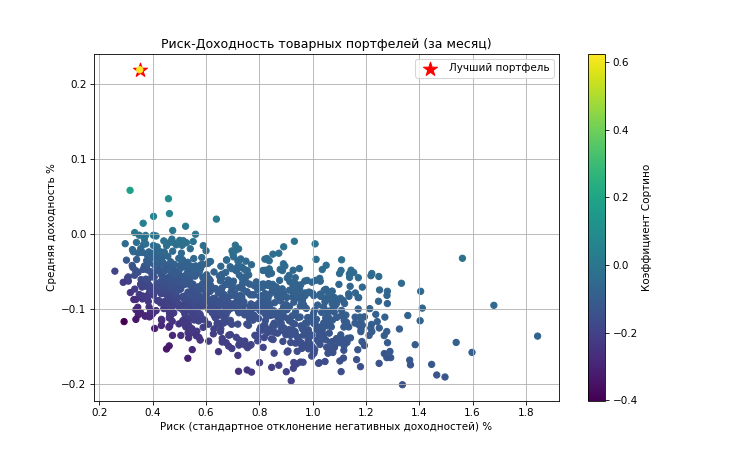 Риск-Доходность товарных портфелей (за месяц)
Лучший портфель
Средняя доходность %
0.2
0.1
0.0
−0.1
−0.2
0.2 0.4 0.6 0.8 1.0 1.2 1.4 1.6 1.8
Риск (стандартное отклонение негативных доходностей) %
0.6
0.4
0.2
0.0
−0.2
−0.4
Коэффициент Сортино